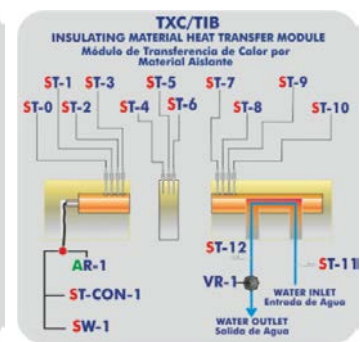 TXC/TIB
INSULATING MATERIAL HEAT TRANSFER MODULE
Módulo de Transferencia de Calor por
Material Aislante
ST-1 ST-3 ST-5 ST-7 ST-9
ST-0 ST-2 ST-4 ST-6 ST-8 ST-10
ST-12
ST-11
AR-1
VR-1
ST-CON-1
WATER INLET
Entrada de Agua
SW-1
WATER OUTLET
Salida de Agua